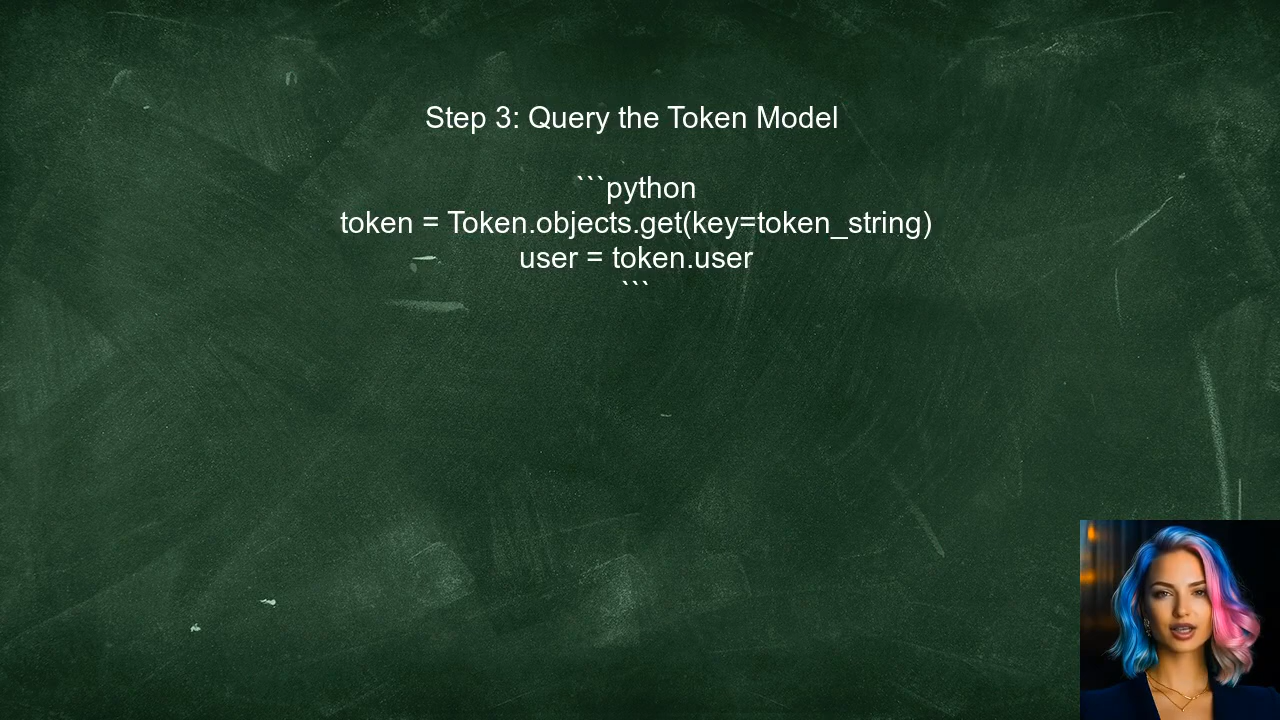 Step 3: Query the Token Model
```python
token = Token.objects.get(key=token_string)
user = token.user
```